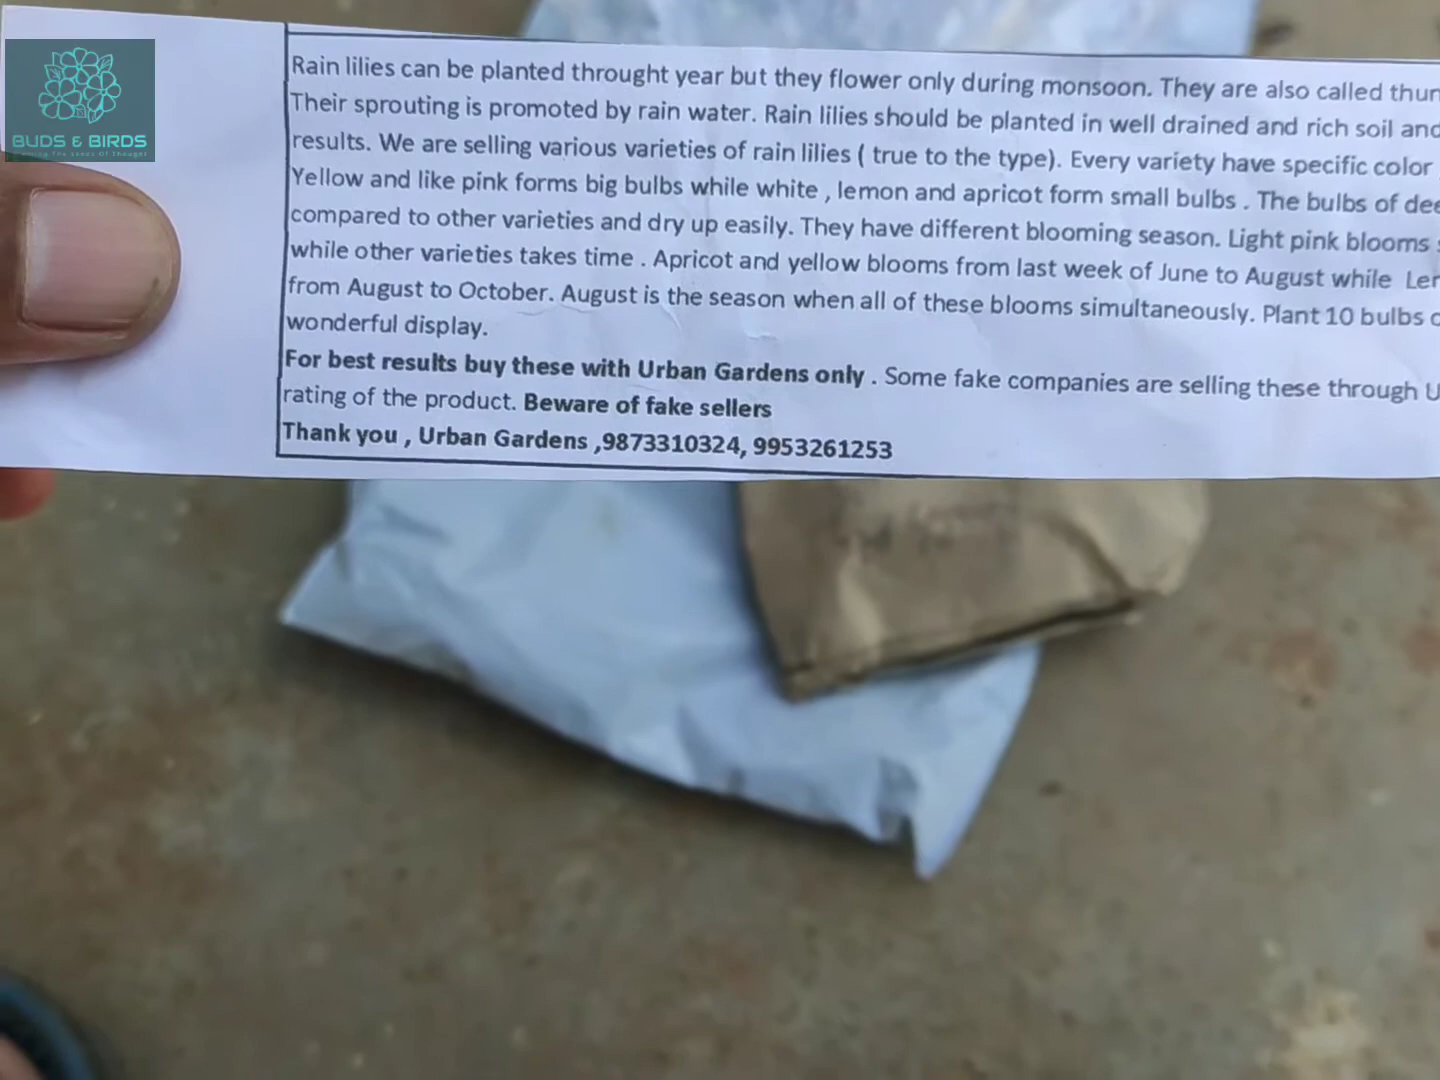 BUDS & BIRDS
Rain lilies can be planted throught year but they flower only during monsoon. They are also called
Their sprouting is promoted by rain water. Rain lilies should be planted in well drained and rich soil and
results. We are selling various varieties of rain lilies ( true to the type). Every variety have specific color
Yellow and like pink forms big bulbs while white , lemon and apricot form small bulbs . The bulbs of
compared to other varieties and dry up easily. They have different blooming season. Light pink blooms
while other varieties takes time . Apricot and yellow blooms from last week of June to August while
from August to October. August is the season when all of these blooms simultaneously. Plant 10 bulbs
wonderful display.
For best results buy these with Urban Gardens only . Some fake companies are selling these through
rating of the product. Beware of fake sellers
Thank you , Urban Gardens ,9873310324, 9953261253